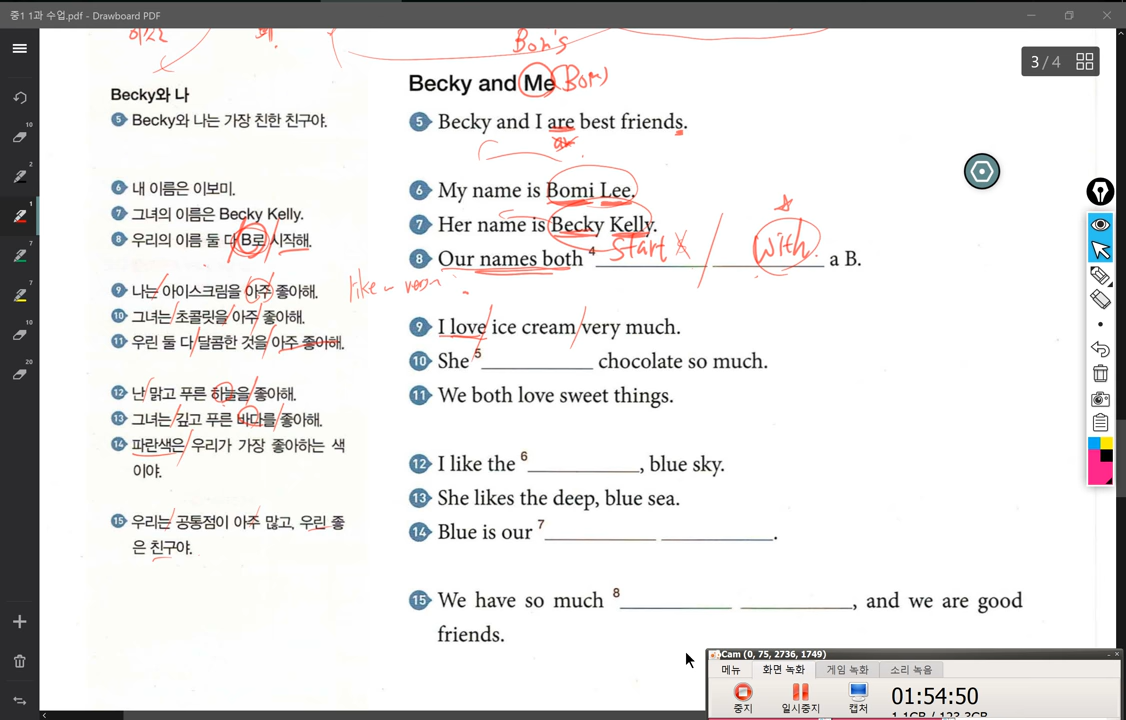 중1 1과 수업.pdf - Drawboard PDF
3 / 4
Bom's
Becky와 나
5 Becky와 나는 가장 친한 친구야.
6 내 이름은 이보미.
7 그녀의 이름은 Becky Kelly.
8 우리의 이름 둘 다 B로 시작해.
9 나는 아이스크림을 아주 좋아해.
10 그녀는 초콜릿을 아주 좋아해.
11 우린 둘 다 달콤한 것을 아주 좋아해.
12 난 맑고 푸른 하늘을 좋아해.
13 그녀는 깊고 푸른 바다를 좋아해.
14 파란색은 우리가 가장 좋아하는 색
이야.
15 우리는 공통점이 아주 많고, 우린 좋
은 친구야.
Becky and Me (Bom)
5 Becky and I are best friends.
6 My name is Bomi Lee.
7 Her name is Becky Kelly.
8 Our names both 4 Start With a B.
9 I love ice cream very much.
10 She 5 chocolate so much.
11 We both love sweet things.
12 I like the 6 , blue sky.
13 She likes the deep, blue sea.
14 Blue is our 7 .
15 We have so much 8 , and we are good
friends.
oCam (0, 75, 2736, 1749)
메뉴 화면 녹화 게임 녹화 소리 녹음
중지 일시중지 캡처
01:54:50